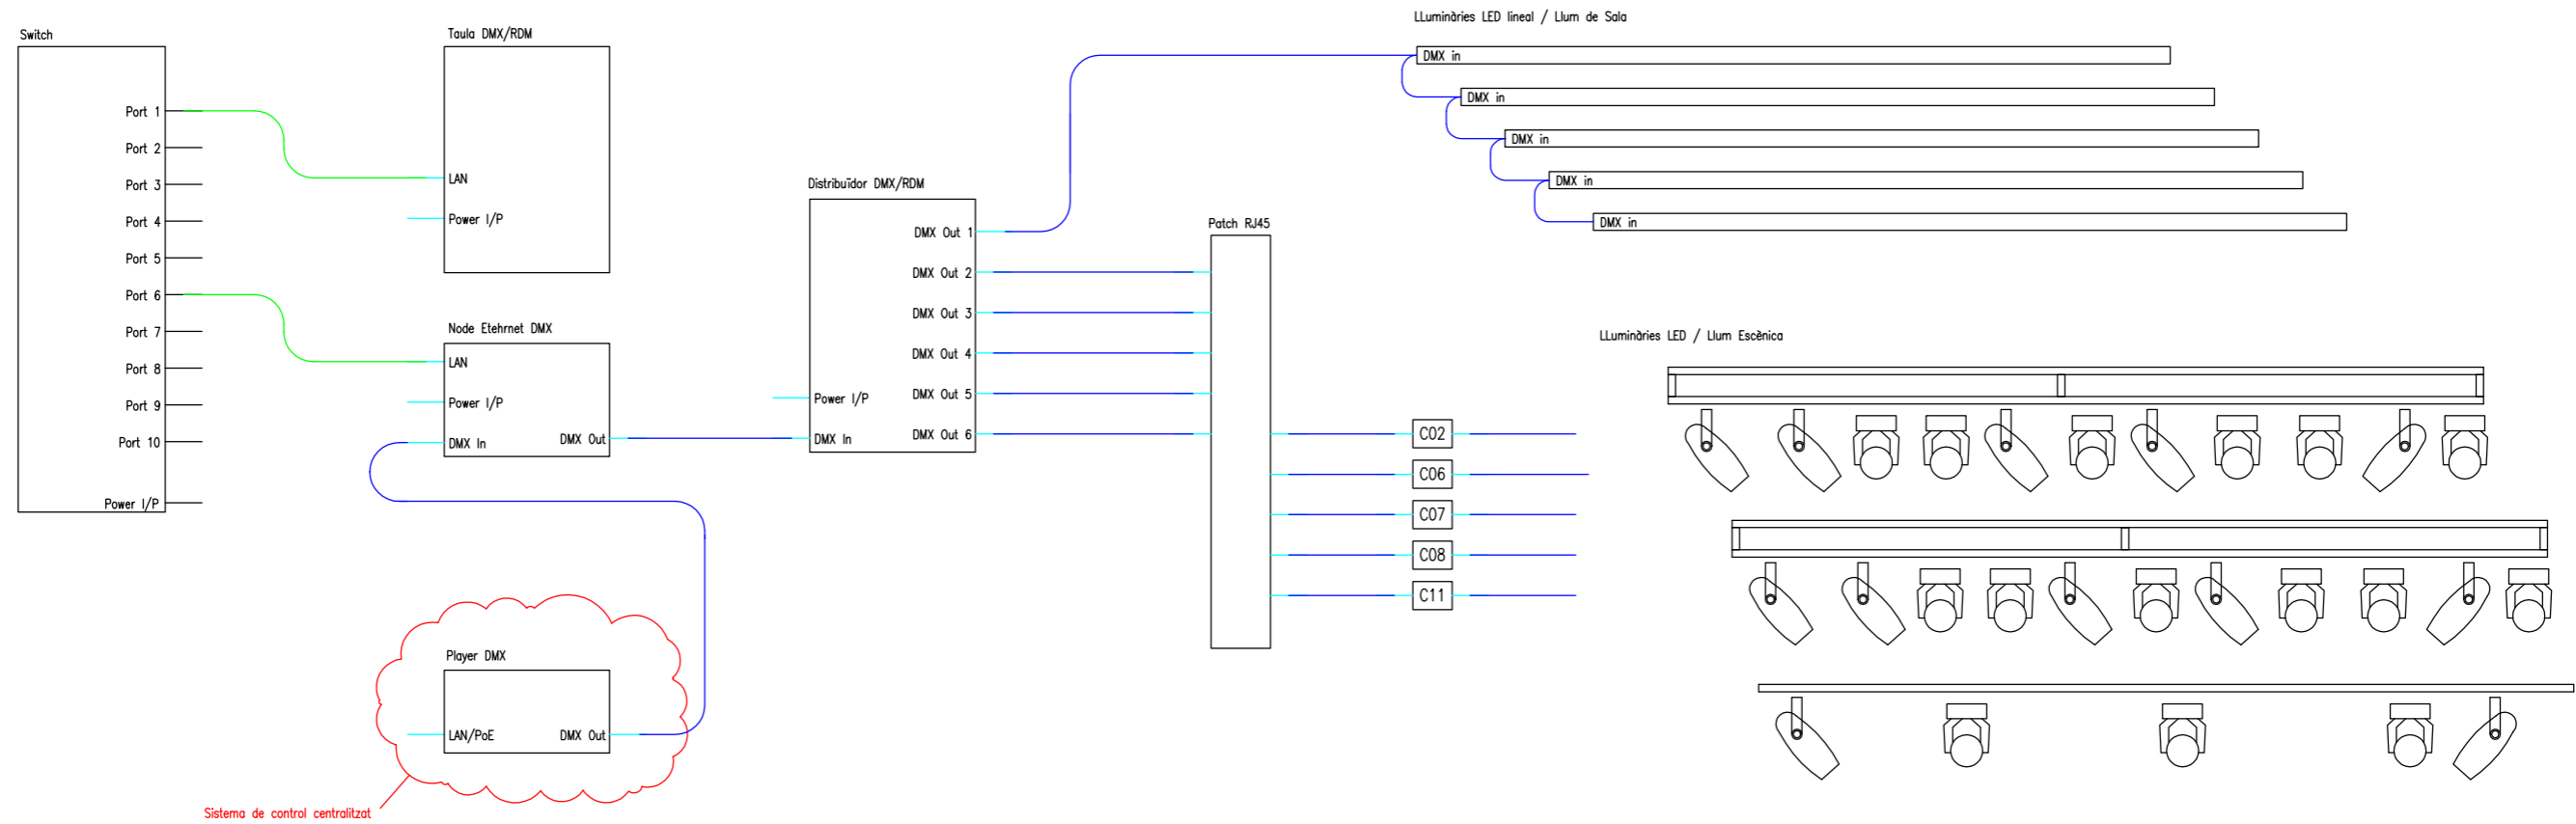 Switch
Port 1
Port 2
Port 3
Port 4
Port 5
Port 6
Port 7
Port 8
Port 9
Port 10
Power I/P
Taula DMX/RDM
LAN
Power I/P
Node Etehrnet DMX
LAN
Power I/P
DMX In
DMX Out
Player DMX
LAN/PoE
DMX Out
Sistema de control centralitzat
Distribuïdor DMX/RDM
DMX Out 1
DMX Out 2
DMX Out 3
DMX Out 4
DMX Out 5
DMX Out 6
Power I/P
DMX In
Patch RJ45
C02
C06
C07
C08
C11
LLuminàries LED lineal / Llum de Sala
DMX in
DMX in
DMX in
DMX in
DMX in
LLuminàries LED / Llum Escènica